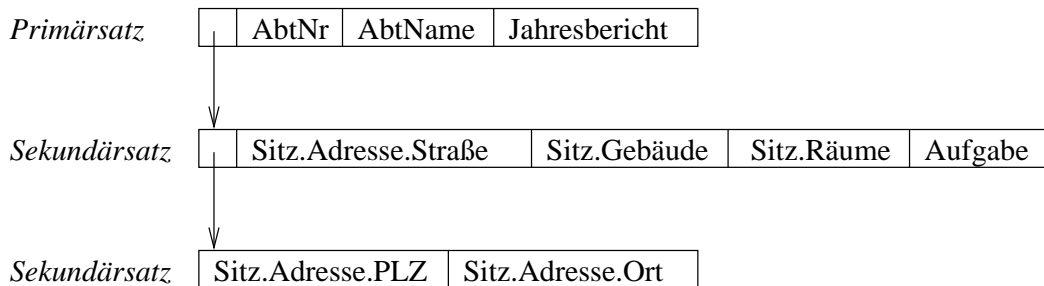 Primärsatz AbtNr AbtName Jahresbericht
Sekundärsatz Sitz.Adresse.Straße Sitz.Gebäude Sitz.Räume Aufgabe
Sekundärsatz Sitz.Adresse.PLZ Sitz.Adresse.Ort